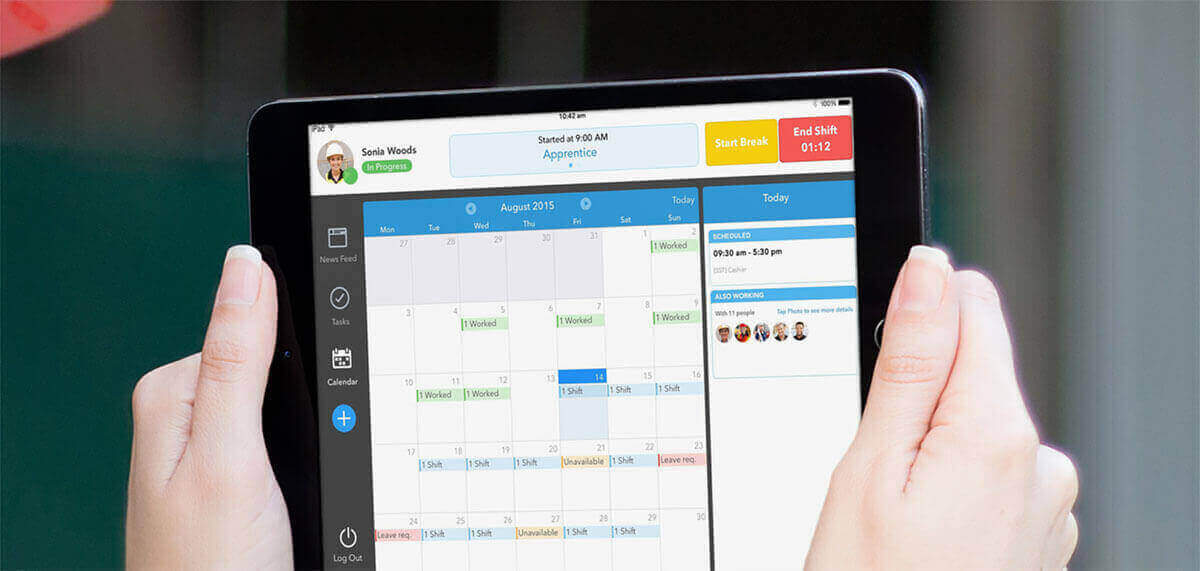 iPad
10:42 am
100%
Sonia Woods
In Progress
Started at 9:00 AM
Apprentice
Start Break
End Shift
01:12
News Feed
Tasks
Calendar
Log Out
August 2015
Today
Mon Tue Wed Thu Fri Sat Sun
27 28 29 30 31 1 2
1 Worked
3 4 5 6 7 8 9
1 Worked 1 Worked 1 Worked
10 11 12 13 14 15 16
1 Worked 1 Worked 1 Shift 1 Shift 1 Shift
17 18 19 20 21 22 23
1 Shift 1 Shift 1 Shift Unavailable 1 Shift Leave req.
24 25 26 27 28 29 30
Leave req. 1 Shift 1 Shift Unavailable 1 Shift 1 Shift
Today
SCHEDULED
09:30 am - 5:30 pm
Cashier
ALSO WORKING
With 11 people
Tap Photo to see more details